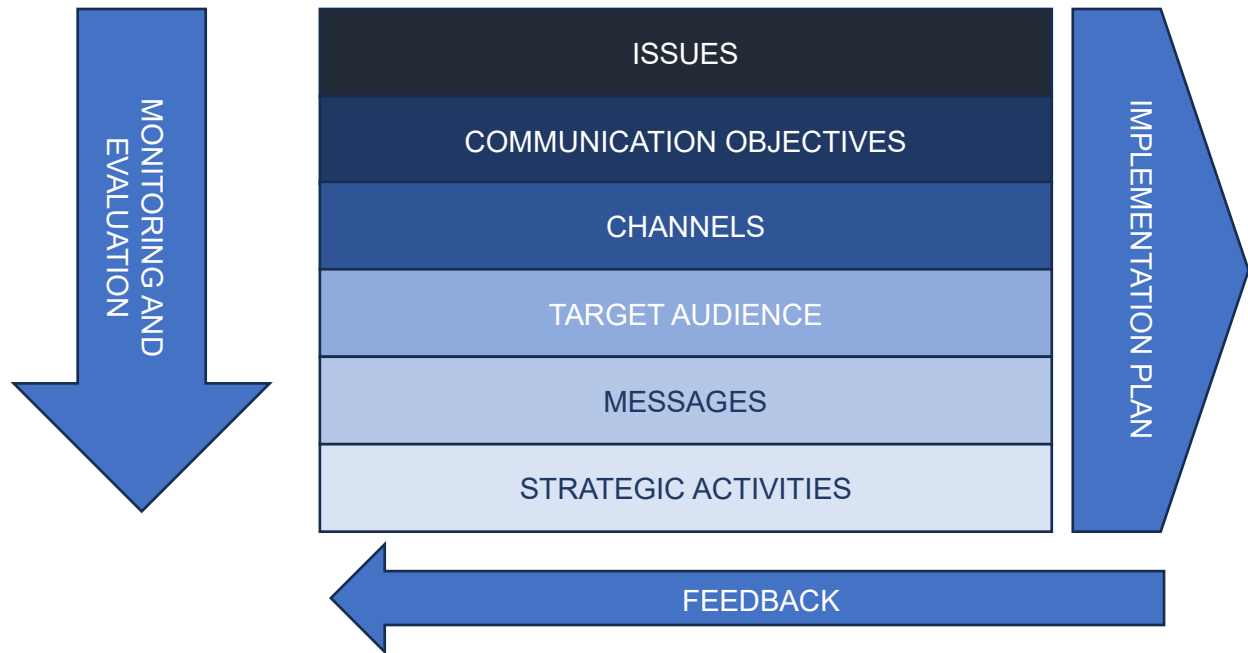 MONITORING AND
EVALUATION
ISSUES
COMMUNICATION OBJECTIVES
CHANNELS
TARGET AUDIENCE
MESSAGES
STRATEGIC ACTIVITIES
IMPLEMENTATION PLAN
FEEDBACK